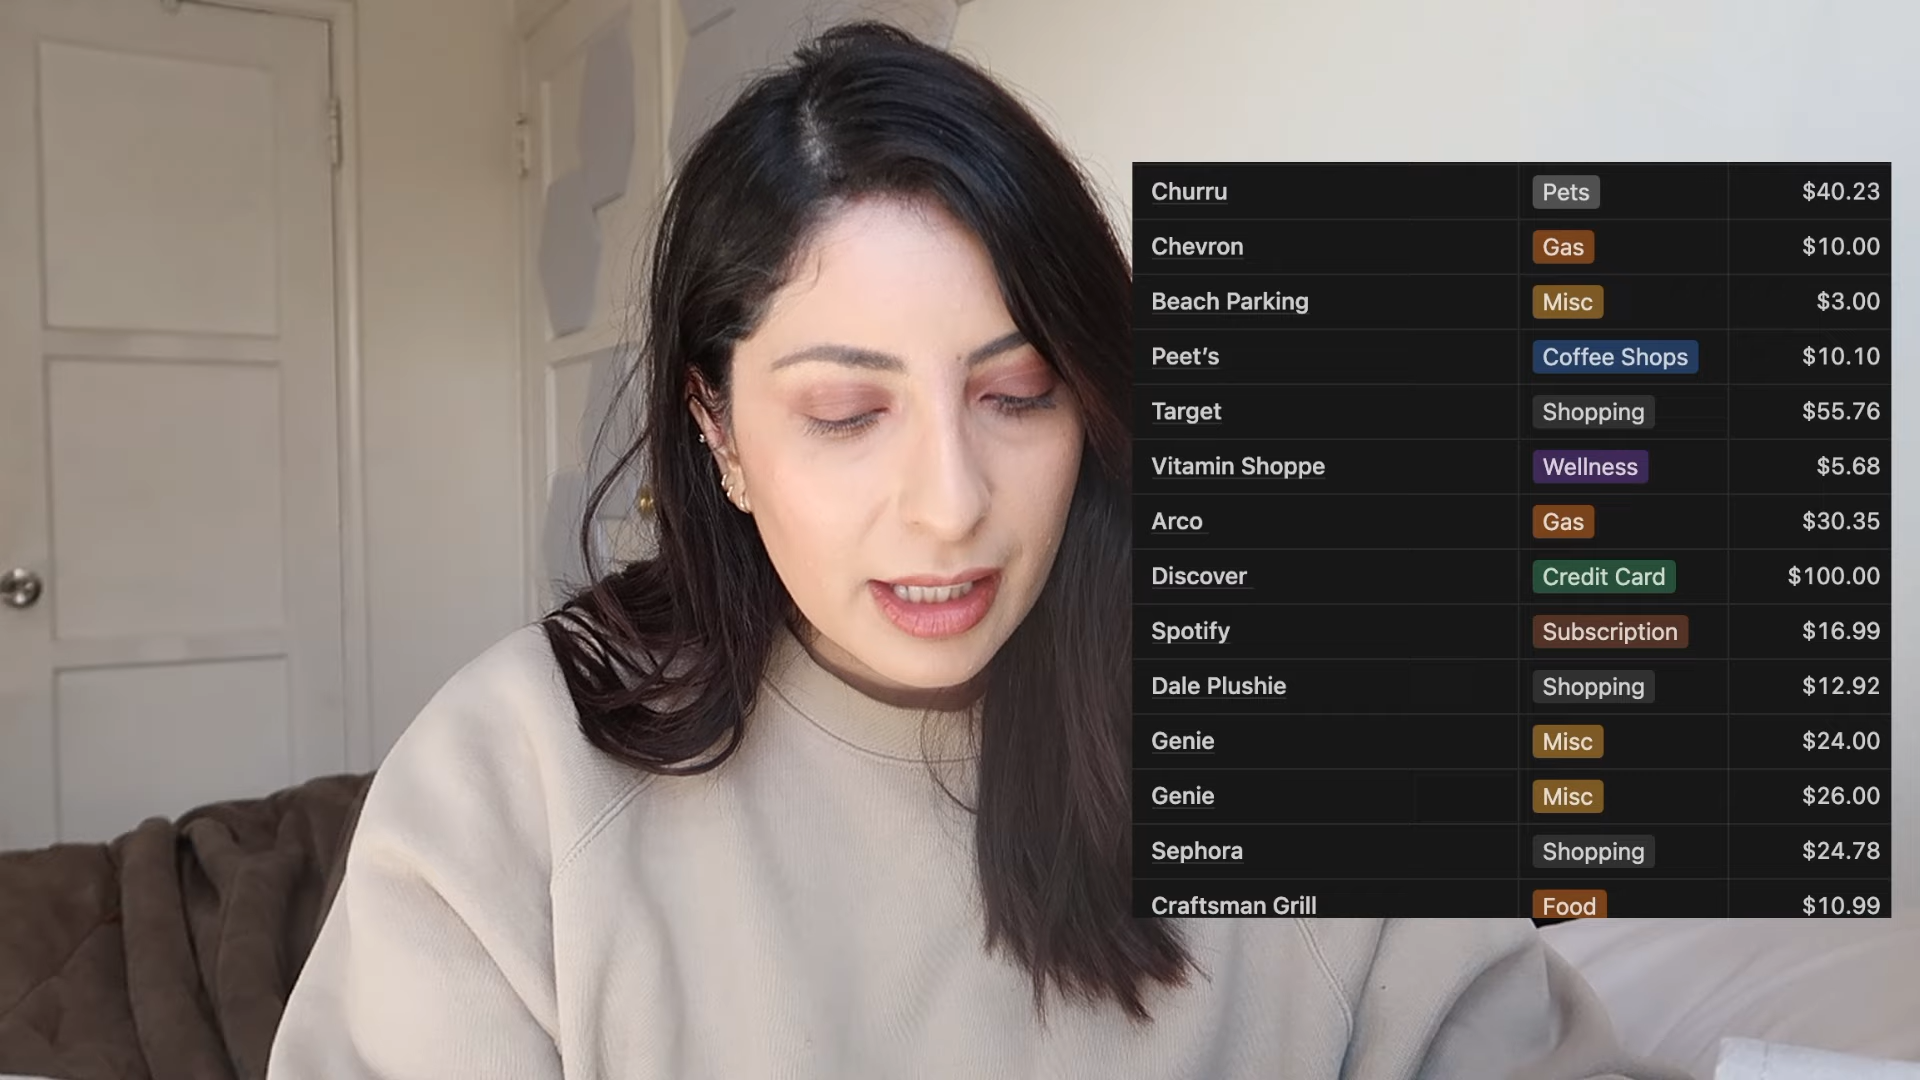 Churru Pets $40.23
Chevron Gas $10.00
Beach Parking Misc $3.00
Peet’s Coffee Shops $10.10
Target Shopping $55.76
Vitamin Shoppe Wellness $5.68
Arco Gas $30.35
Discover Credit Card $100.00
Spotify Subscription $16.99
Dale Plushie Shopping $12.92
Genie Misc $24.00
Genie Misc $26.00
Sephora Shopping $24.78
Craftsman Grill Food $10.99